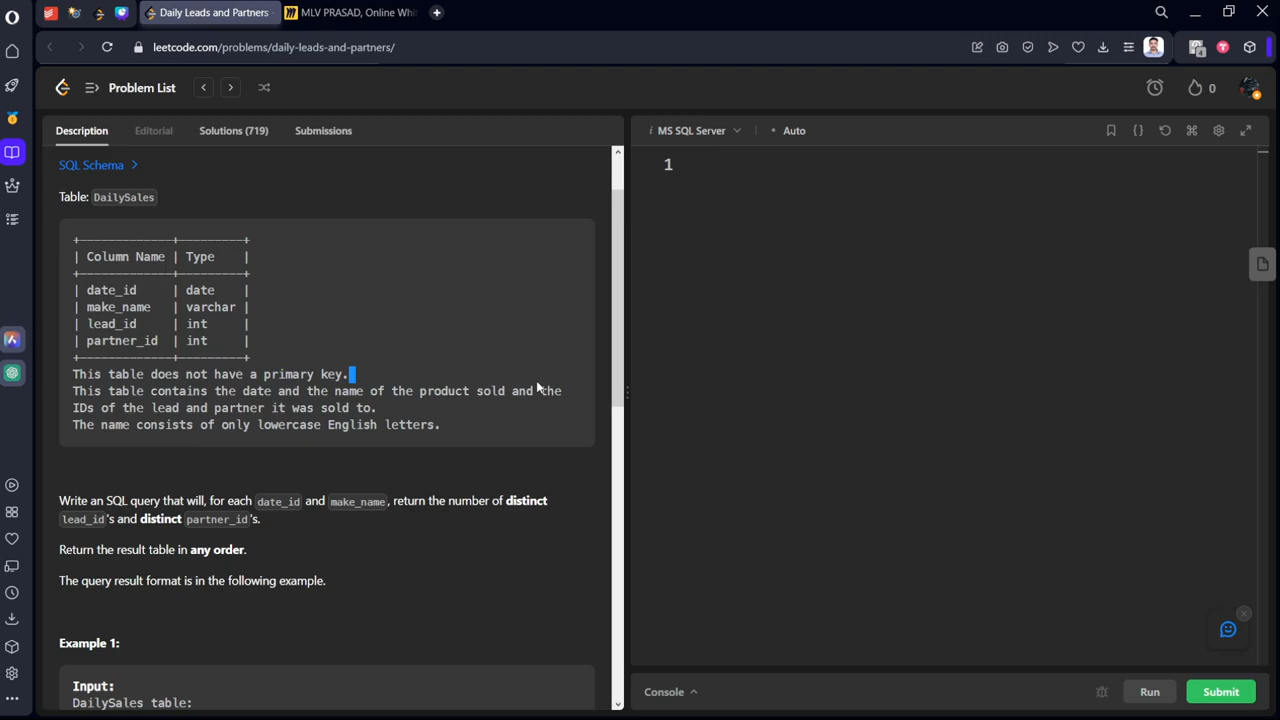 Daily Leads and Partners
MLV PRASAD, Online Whit
leetcode.com/problems/daily-leads-and-partners/
4
Problem List
0
Description
Editorial
Solutions (719)
Submissions
MS SQL Server
Auto
SQL Schema
Table: DailySales
+-------------+---------+
| Column Name | Type    |
+-------------+---------+
| date_id     | date    |
| make_name   | varchar |
| lead_id     | int     |
| partner_id  | int     |
+-------------+---------+
This table does not have a primary key.
This table contains the date and the name of the product sold and the
IDs of the lead and partner it was sold to.
The name consists of only lowercase English letters.
Write an SQL query that will, for each date_id and make_name, return the number of distinct
lead_id's and distinct partner_id's.
Return the result table in any order.
The query result format is in the following example.
Example 1:
Input:
DailySales table:
1
Console
Run
Submit